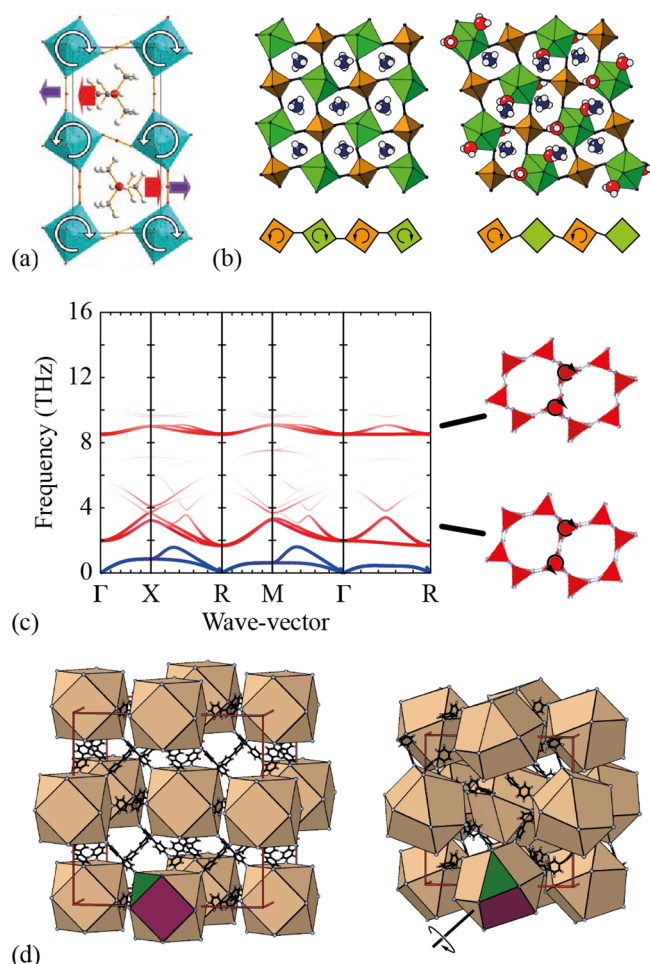 (a)
(b)
16
12
8
4
0
Frequency (THz)
Γ X R M Γ R
Wave-vector
(c)
(d)